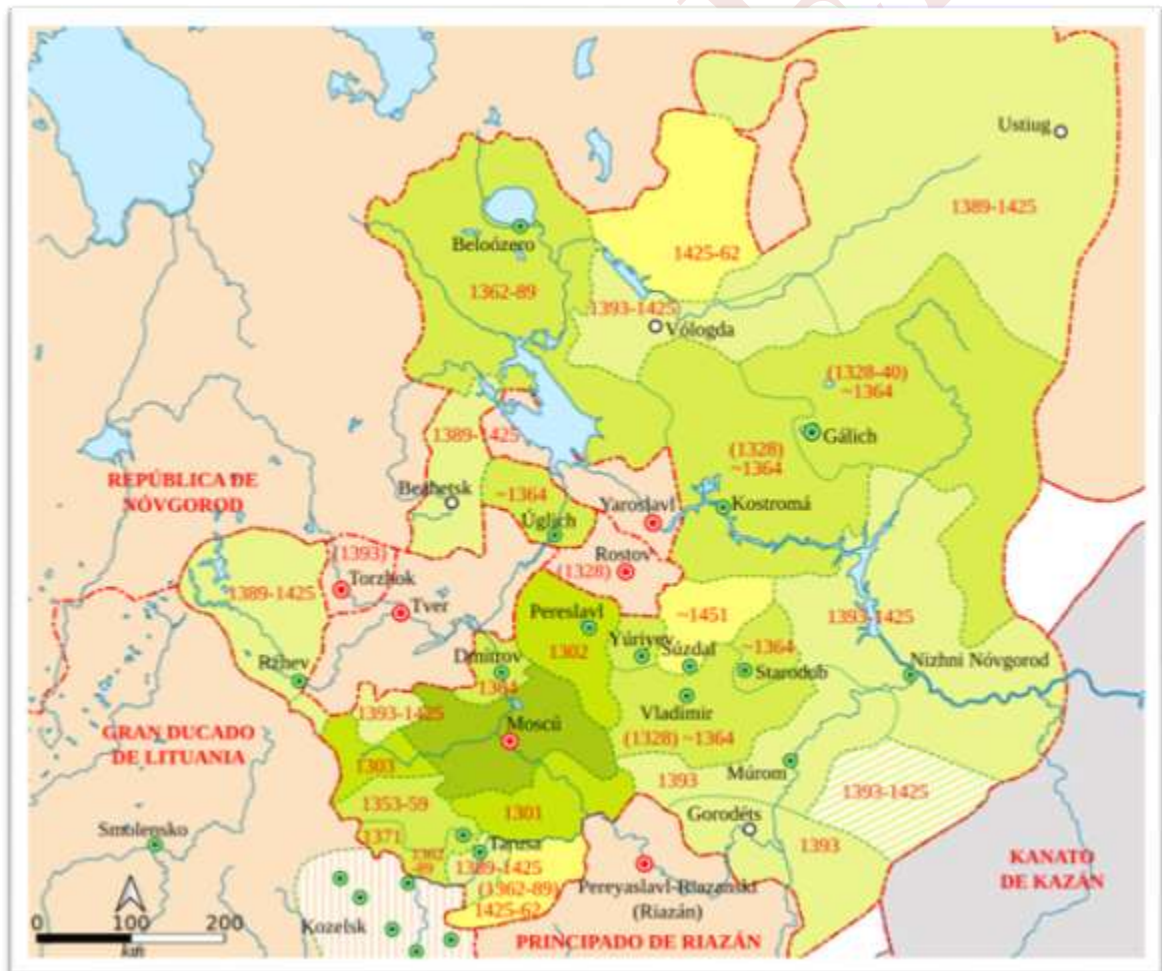 Ustiug
1389-1425
Beloózero
1425-62
1362-89
1393-1425
Vólogda
(1328-40)
~1364
Gálich
1389-1425
(1328)
~1364
REPÚBLICA DE
NÓVGOROD
Bezhetsk
~1364
Yaroslavl
Kostromá
Úglich
(1393)
Rostov
1389-1425
Torzhok
(1328)
Tver
Pereslavl
~1451
1393-1425
1302
Yúriyev
Súzdal
~1364
Rzhev
Dmitrov
Starodub
Nizhni Nóvgorod
1364
1393-1425
Moscú
Vladímir
(1328) ~1364
GRAN DUCADO
DE LITUANIA
1303
Múrom
1393
1393-1425
1353-59
1301
Gorodéts
Smolensko
1371
Tarusa
1393
1362
-89
1389-1425
KANATO
DE KAZÁN
(1362-89)
1425-62
Pereyaslavl-Riazanski
(Riazán)
Kozelsk
0 100 200
km
PRINCIPADO DE RIAZÁN